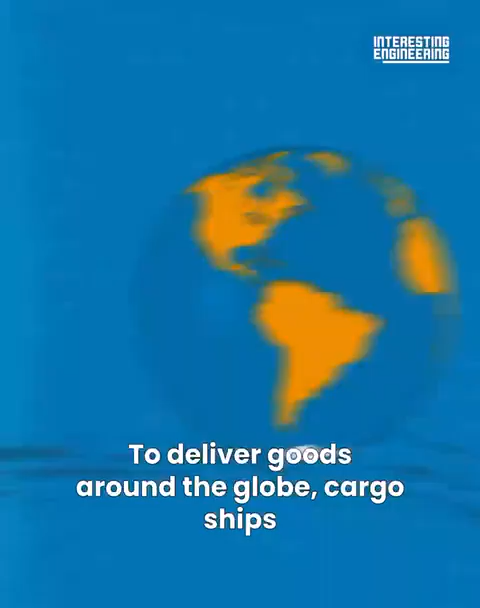 INTERESTING
ENGINEERING
To deliver goods
around the globe, cargo
ships